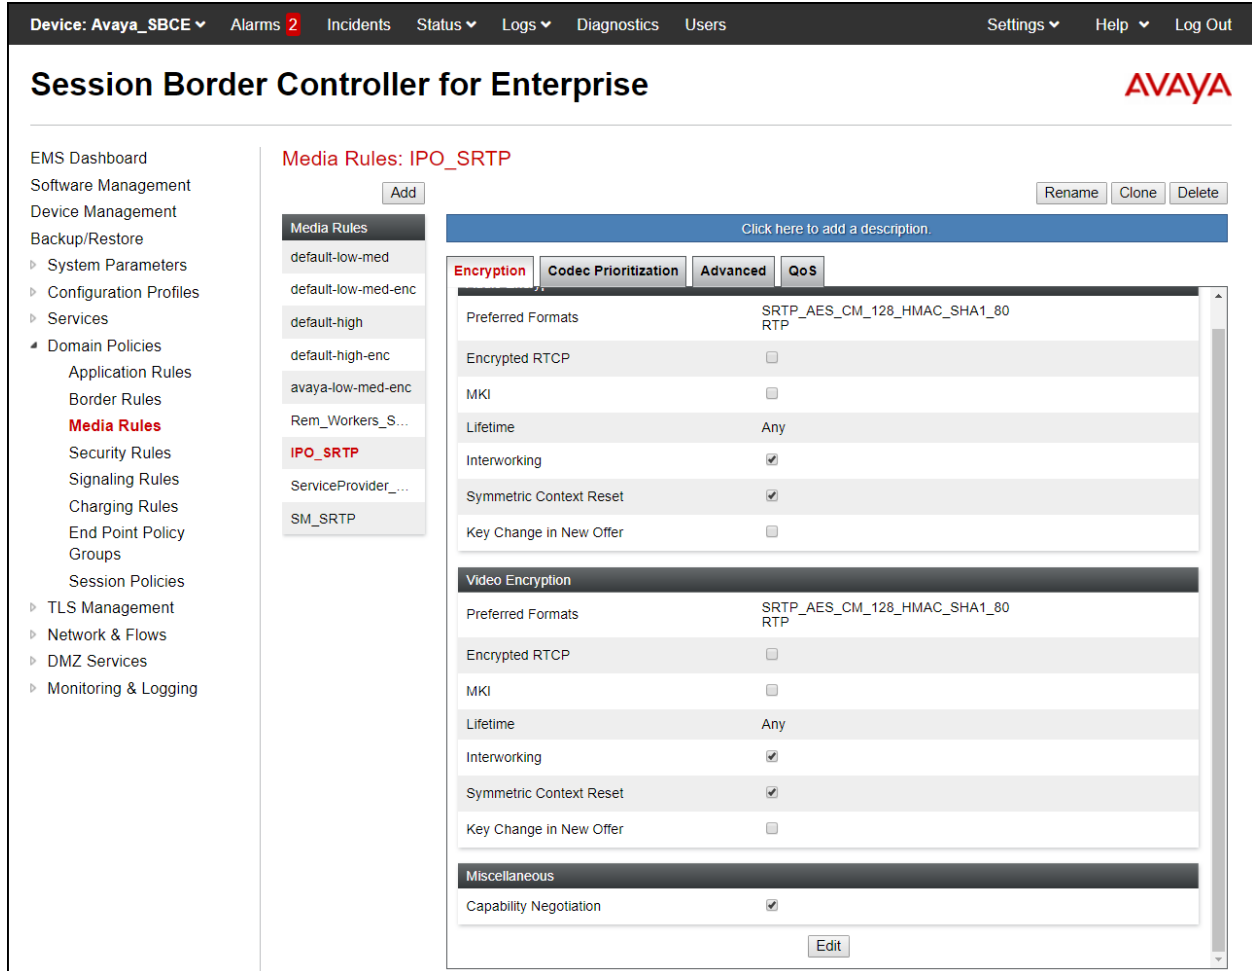 Device: Avaya_SBCE Alarms 2 Incidents Status Logs Diagnostics Users Settings Help Log Out
Session Border Controller for Enterprise
AVAYA
EMS Dashboard
Software Management
Device Management
Backup/Restore
System Parameters
Configuration Profiles
Services
Domain Policies
Application Rules
Border Rules
Media Rules
Security Rules
Signaling Rules
Charging Rules
End Point Policy
Groups
Session Policies
TLS Management
Network & Flows
DMZ Services
Monitoring & Logging
Media Rules: IPO_SRTP
Add
Rename Clone Delete
Media Rules
default-low-med
default-low-med-enc
default-high
default-high-enc
avaya-low-med-enc
Rem_Workers_S...
IPO_SRTP
ServiceProvider_...
SM_SRTP
Click here to add a description.
Encryption Codec Prioritization Advanced QoS
Preferred Formats SRTP_AES_CM_128_HMAC_SHA1_80
RTP
Encrypted RTCP
MKI
Lifetime Any
Interworking
Symmetric Context Reset
Key Change in New Offer
Video Encryption
Preferred Formats SRTP_AES_CM_128_HMAC_SHA1_80
RTP
Encrypted RTCP
MKI
Lifetime Any
Interworking
Symmetric Context Reset
Key Change in New Offer
Miscellaneous
Capability Negotiation
Edit